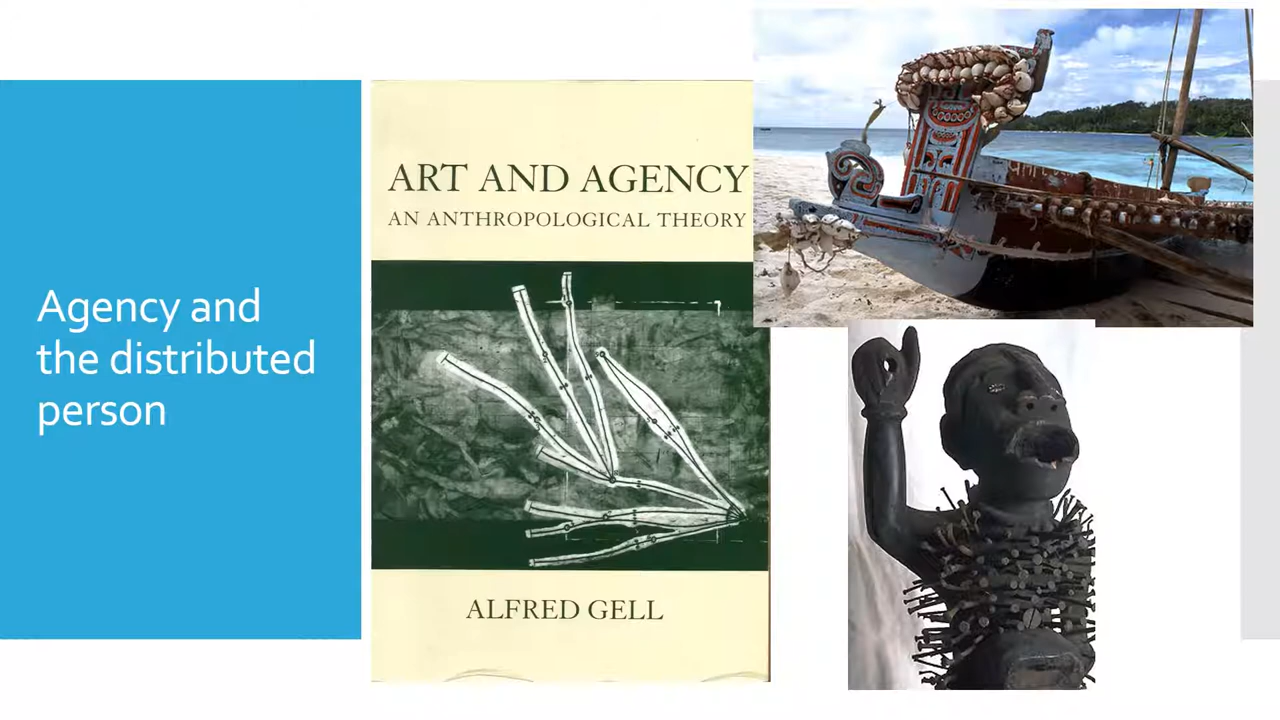 Agency and
the distributed
person
ART AND AGENCY
AN ANTHROPOLOGICAL THEORY
ALFRED GELL